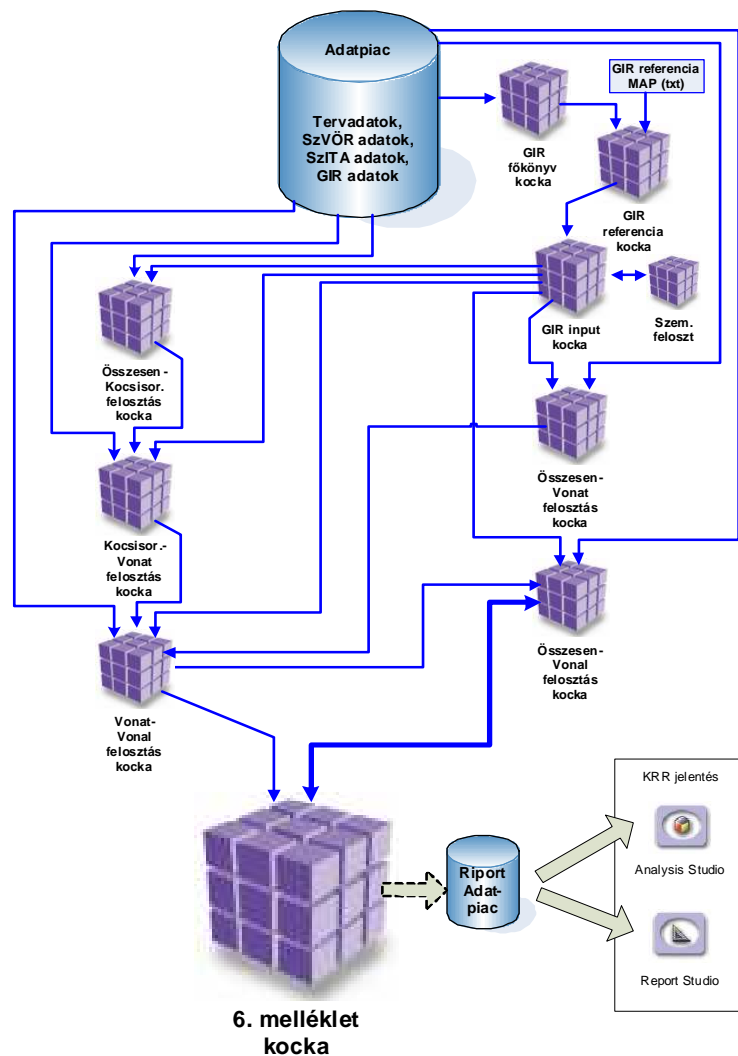 Adatpiac
Tervadatok,
SzVÖR adatok,
SzITA adatok,
GIR adatok
GIR referencia
MAP (txt)
GIR
főkönyv
kocka
GIR
referencia
kocka
GIR input
kocka
Szem.
feloszt
Összesen -
Kocsisor.
felosztás
kocka
Összesen-
Vonat
felosztás
kocka
Kocsisor.-
Vonat
felosztás
kocka
Összesen-
Vonal
felosztás
kocka
Vonat-
Vonal
felosztás
kocka
KRR jelentés
Analysis Studio
Riport
Adat-
piac
Report Studio
6. melléklet
kocka